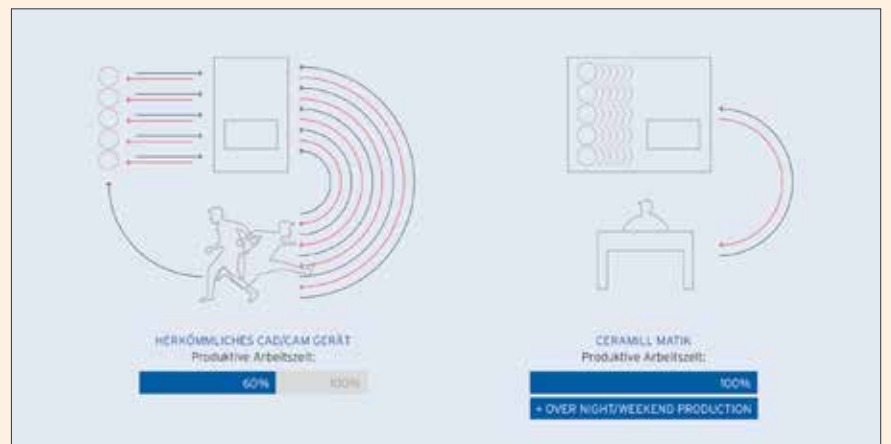 HERKÖMMLICHES CAD/CAM GERÄT
Produktive Arbeitszeit:
60% 100%
CERAMILL MATIK
Produktive Arbeitszeit:
100%
+ OVER NIGHT/WEEKEND PRODUCTION